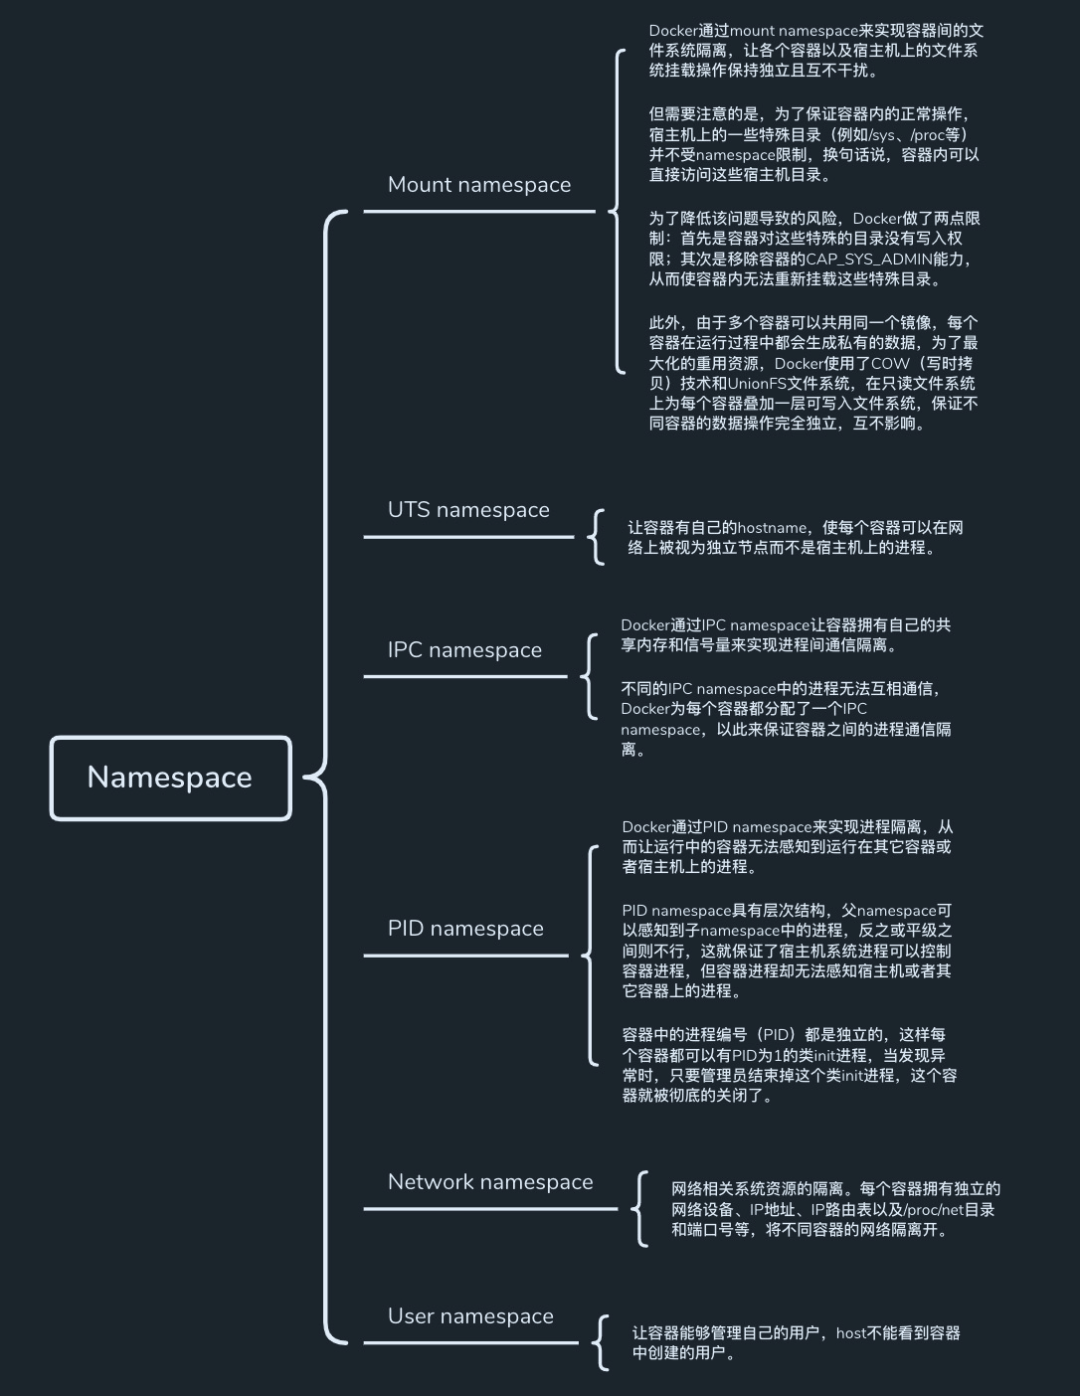 Namespace
Mount namespace
Docker通过mount namespace来实现容器间的文
件系统隔离，让各个容器以及宿主机上的文件系
统挂载操作保持独立且互不干扰。
但需要注意的是，为了保证容器内的正常操作，
宿主机上的一些特殊目录（例如/sys、/proc等）
并不受namespace限制，换句话说，容器内可以
直接访问这些宿主机目录。
为了降低该问题导致的风险，Docker做了两点限
制：首先是容器对这些特殊的目录没有写入权
限；其次是移除容器的CAP_SYS_ADMIN能力，
从而使容器内无法重新挂载这些特殊目录。
此外，由于多个容器可以共用同一个镜像，每个
容器在运行过程中都会生成私有的数据，为了最
大化的重用资源，Docker使用了COW（写时拷
贝）技术和UnionFS文件系统，在只读文件系统
上为每个容器叠加一层可写入文件系统，保证不
同容器的数据操作完全独立，互不影响。
UTS namespace
让容器有自己的hostname，使每个容器可以在网
络上被视为独立节点而不是宿主机上的进程。
IPC namespace
Docker通过IPC namespace让容器拥有自己的共
享内存和信号量来实现进程间通信隔离。
不同的IPC namespace中的进程无法互相通信，
Docker为每个容器都分配了一个IPC
namespace，以此来保证容器之间的进程通信隔
离。
PID namespace
Docker通过PID namespace来实现进程隔离，从
而让运行中的容器无法感知到运行在其它容器或
者宿主机上的进程。
PID namespace具有层次结构，父namespace可
以感知到子namespace中的进程，反之或平级之
间则不行，这就保证了宿主机系统进程可以控制
容器进程，但容器进程却无法感知宿主机或者其
它容器上的进程。
容器中的进程编号（PID）都是独立的，这样每
个容器都可以有PID为1的类init进程，当发现异
常时，只要管理员结束掉这个类init进程，这个容
器就被彻底的关闭了。
Network namespace
网络相关系统资源的隔离。每个容器拥有独立的
网络设备、IP地址、IP路由表以及/proc/net目录
和端口号等，将不同容器的网络隔离开。
User namespace
让容器能够管理自己的用户，host不能看到容器
中创建的用户。